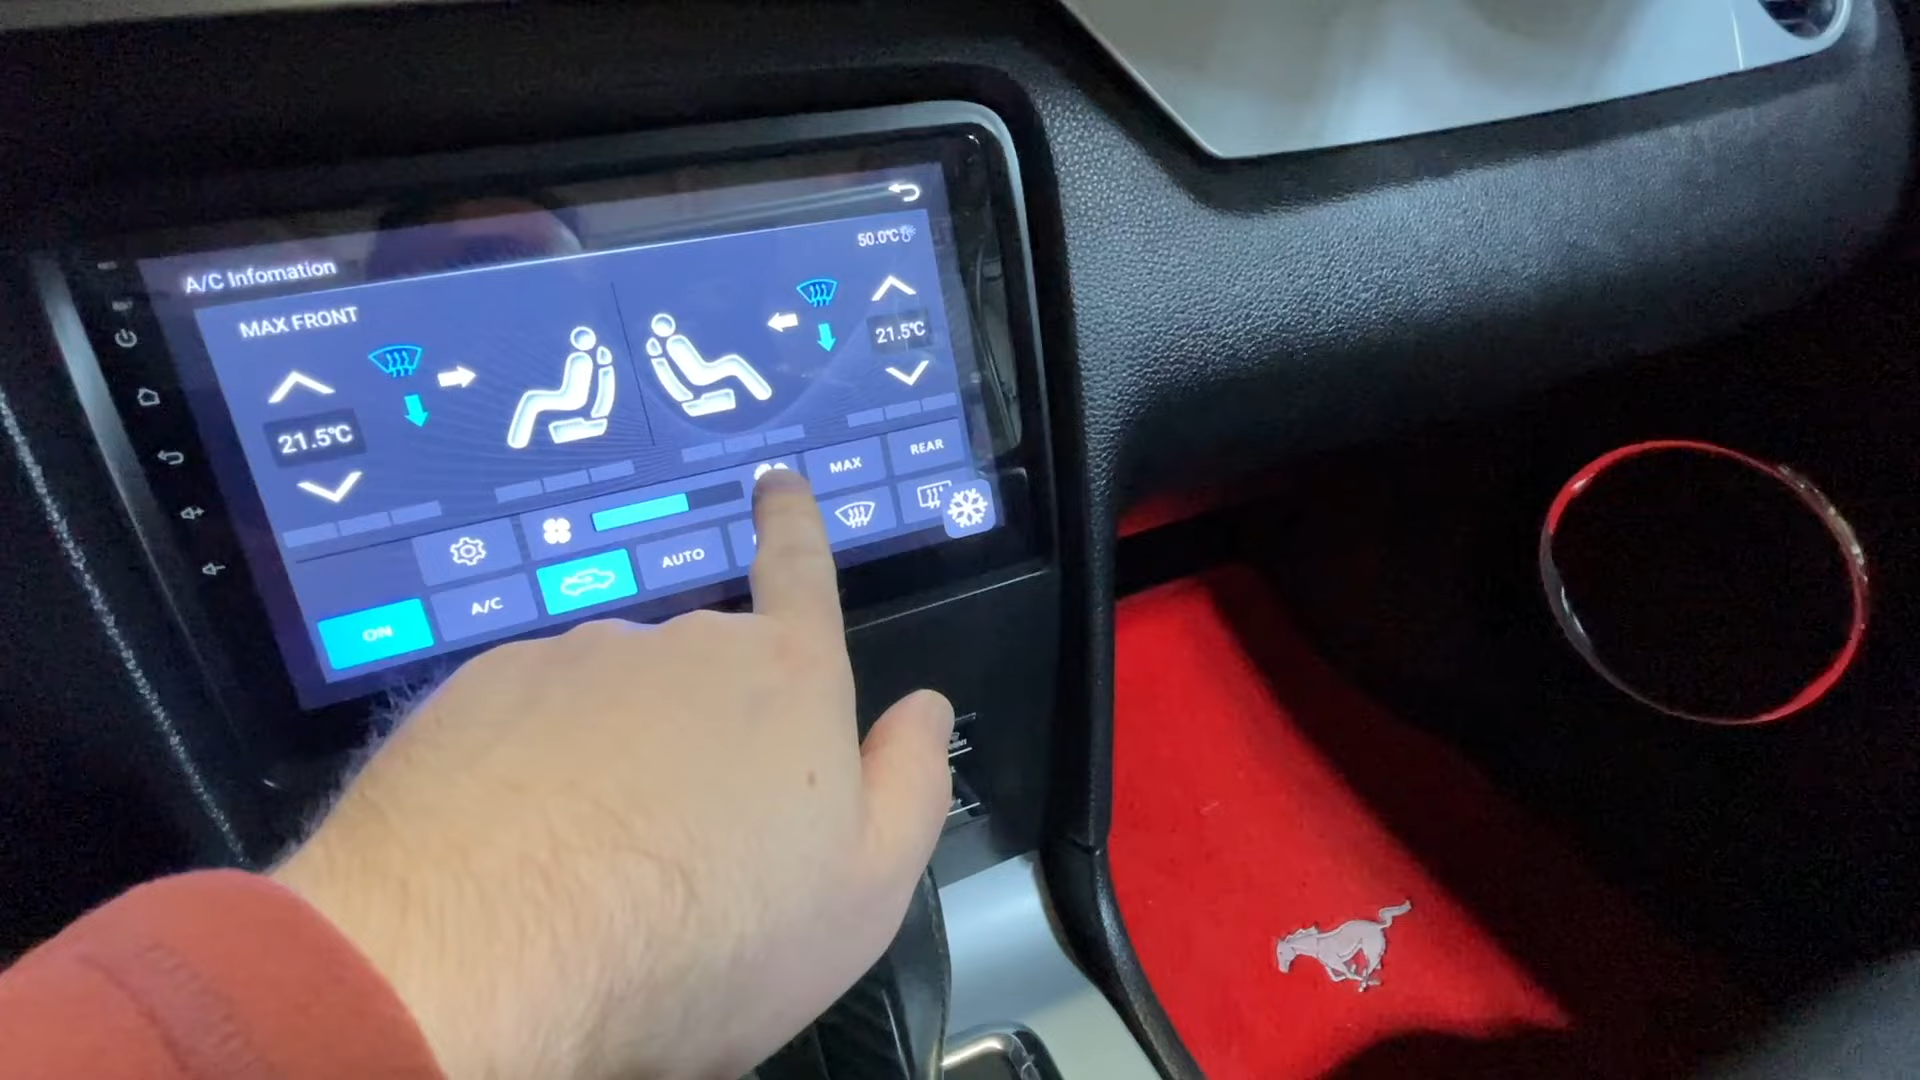 A/C Infomation
50.0℃
MAX FRONT
21.5℃
21.5℃
MAX
REAR
AUTO
A/C
ON